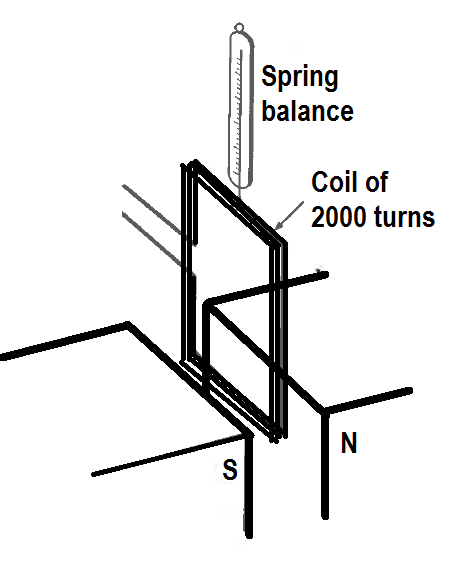 Spring
balance
Coil of
2000 turns
N
S